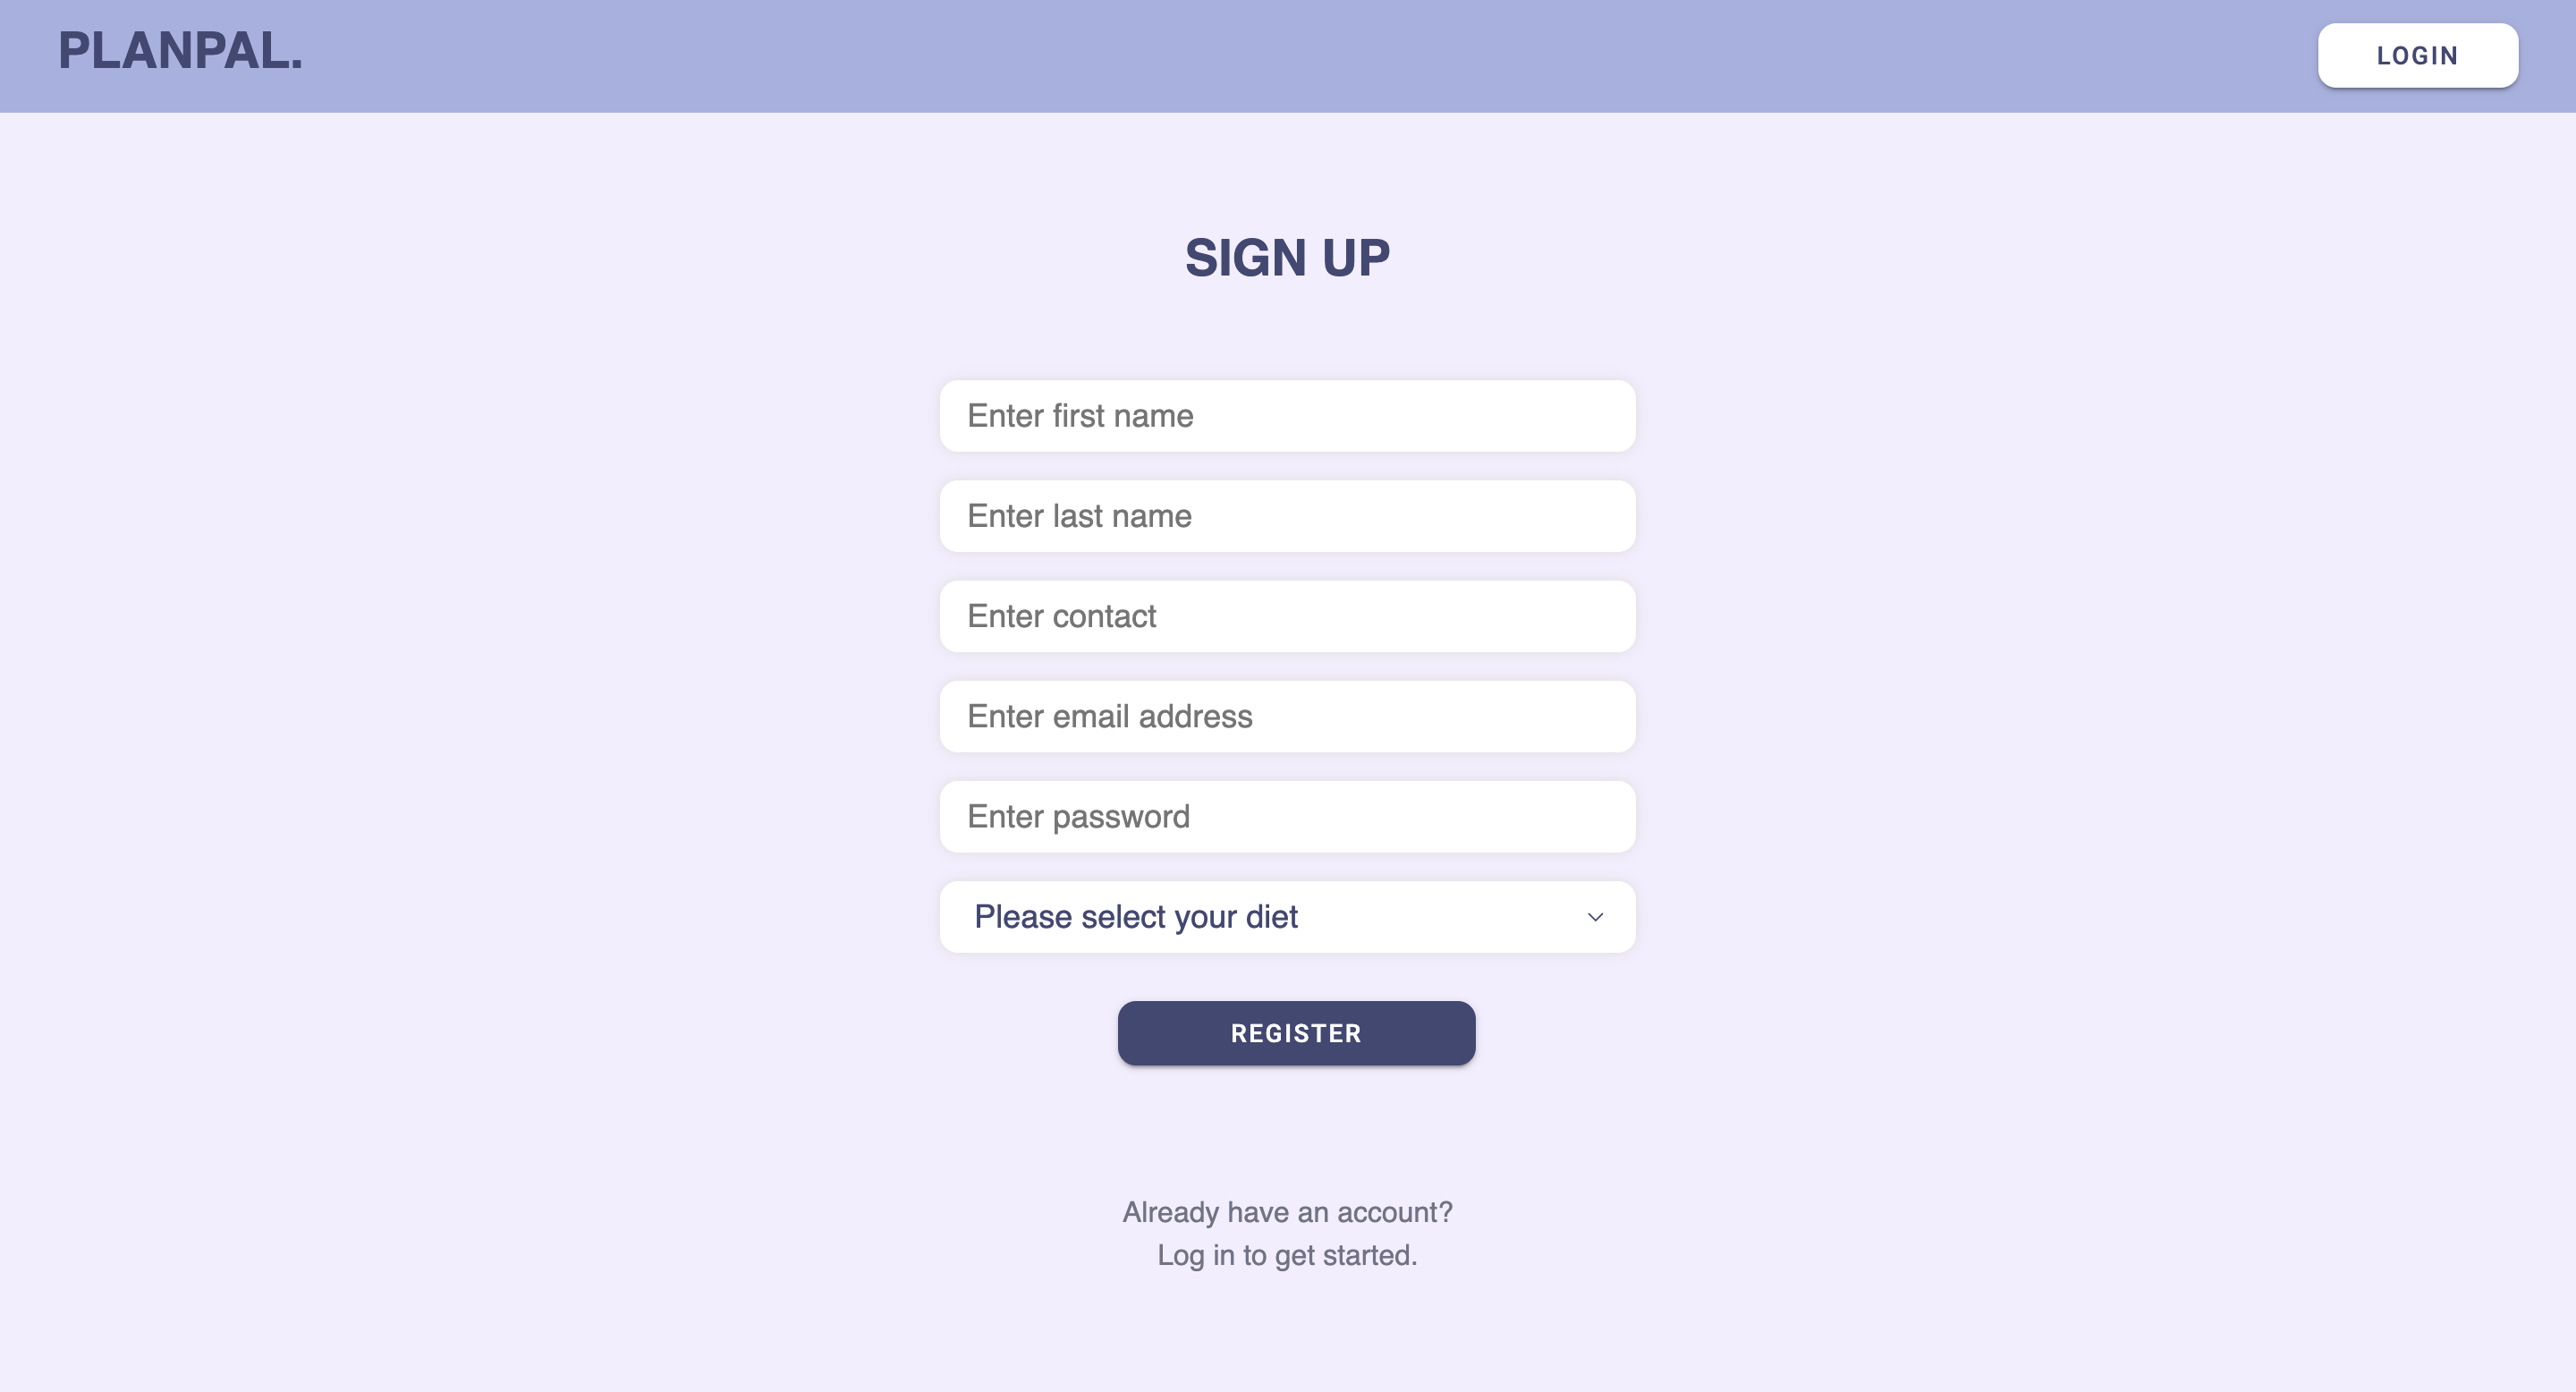 PLANPAL.
LOGIN
SIGN UP
Enter first name
Enter last name
Enter contact
Enter email address
Enter password
Please select your diet
REGISTER
Already have an account?
Log in to get started.